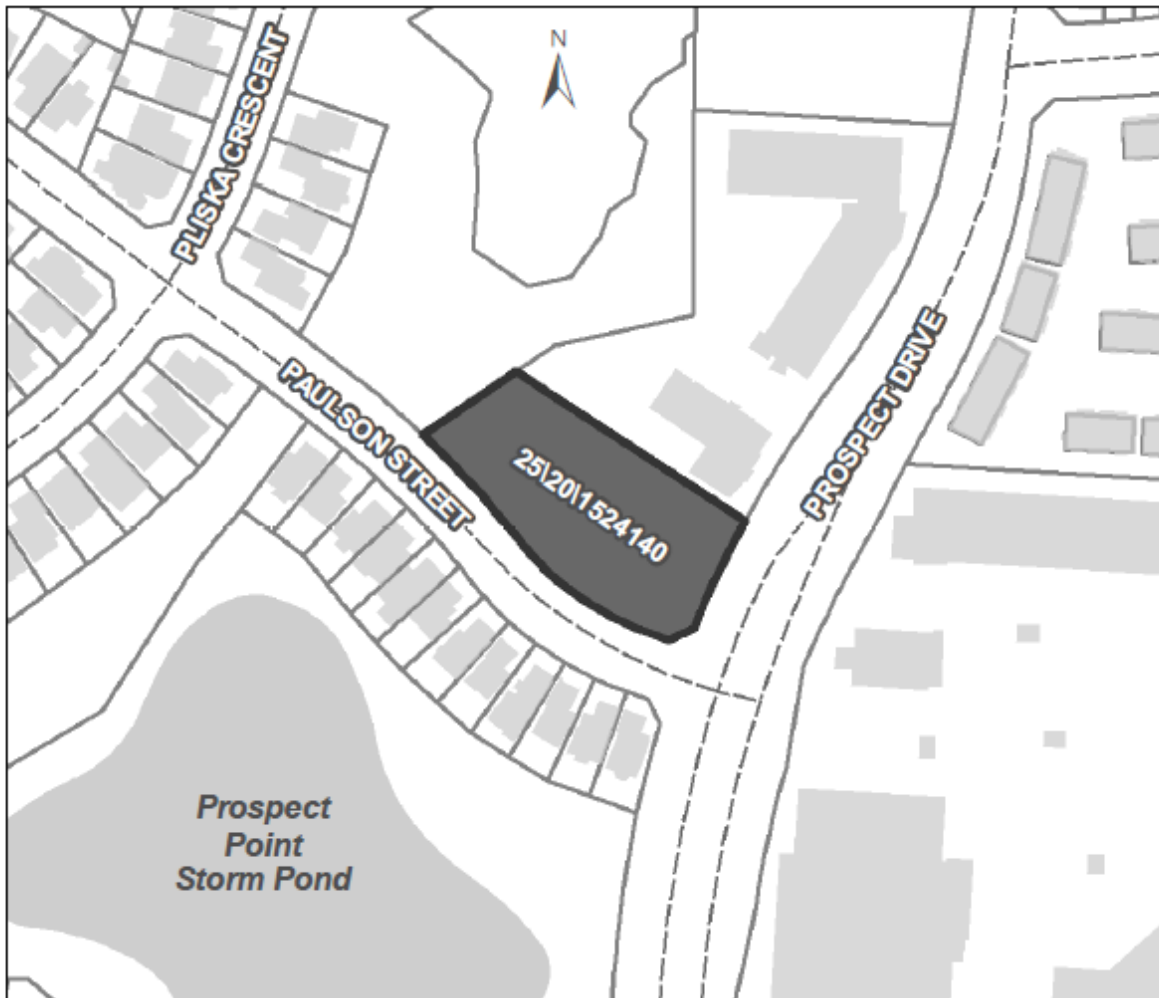 N
PLISKA CRESCENT
PAULSON STREET
PROSPECT DRIVE
25\20\1524140
Prospect
Point
Storm Pond